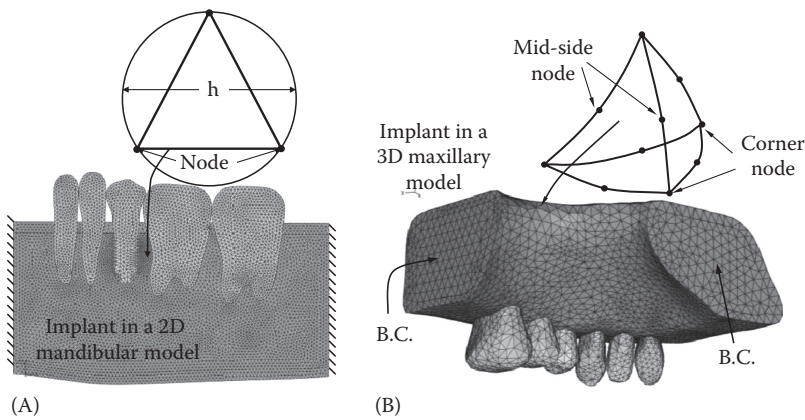 h
Node
Implant in a 2D
mandibular model
(A)
Mid-side
node
Implant in a
3D maxillary
model
Corner
node
B.C.
B.C.
(B)